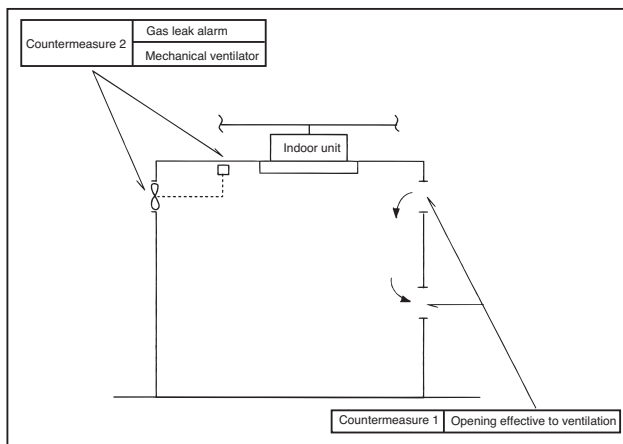 Countermeasure 2
Gas leak alarm
Mechanical ventilator
Indoor unit
Countermeasure 1
Opening effective to ventilation